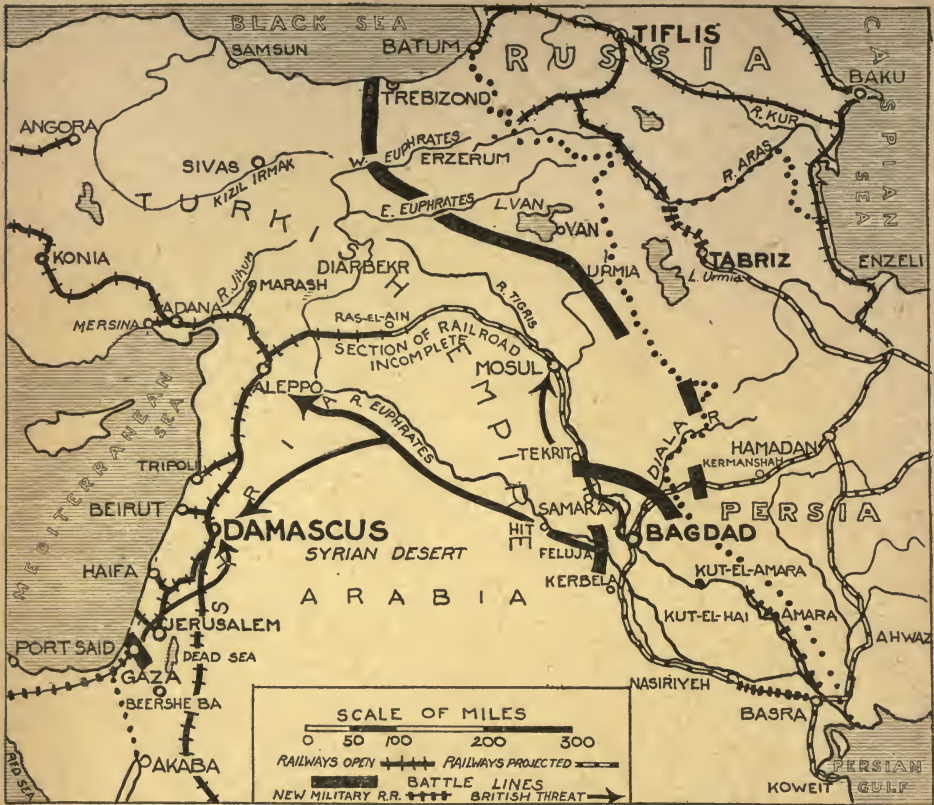 BLACK SEA
SAMSUN
BATUM
TIFLIS
RUSSIA
CASPIAN SEA
BAKU
TREBIZOND
R. KUR
ANGORA
SIVAS
KIZIL IRMAK
W. EUPHRATES
ERZERUM
R. ARAS
TURKISH EMPIRE
E. EUPHRATES
L. VAN
VAN
KONIA
R. Jihun
DIARBEKR
URMIA
TABRIZ
L. Urmia
ENZELI
MARASH
ADANA
MERSINA
R. TIGRIS
RAS-EL-AIN
SECTION OF RAILROAD
INCOMPLETE
MOSUL
ALEPPO
R. EUPHRATES
MEDITERRANEAN
SEA
TRIPOLI
TEKRIT
DIALA R
HAMADAN
KERMANSHAH
BEIRUT
SAMARA
PERSIA
DAMASCUS
HIT
BAGDAD
SYRIAN DESERT
FELUJA
SYRIA
HAIFA
KERBELA
KUT-EL-AMARA
ARABIA
KUT-EL-HAI
AMARA
JERUSALEM
AHWAZ
PORT SAID
DEAD SEA
GAZA
NASIRIYEH
BEERSHEBA
BASRA
AKABA
RED SEA
PERSIAN
GULF
KOWEIT
SCALE OF MILES
0 50 100 200 300
RAILWAYS OPEN RAILWAYS PROJECTED
BATTLE LINES
NEW MILITARY R.R. BRITISH THREAT